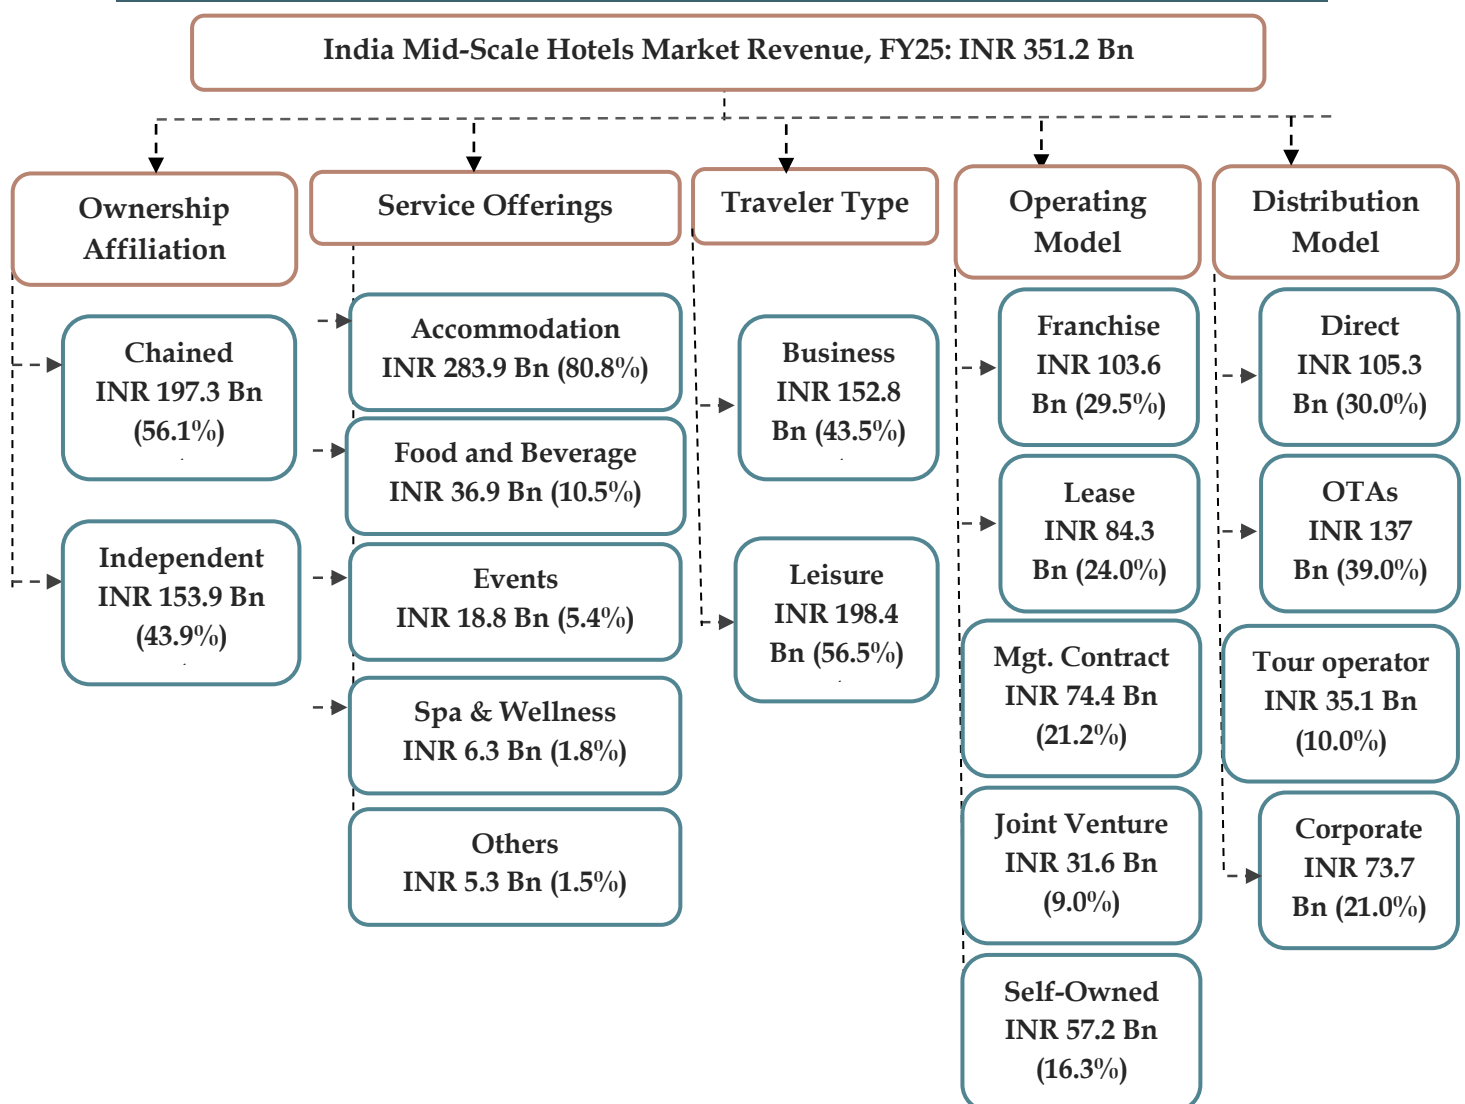 India Mid-Scale Hotels Market Revenue, FY25: INR 351.2 Bn
Ownership
Affiliation
Chained
INR 197.3 Bn
(56.1%)
Independent
INR 153.9 Bn
(43.9%)
Service Offerings
Accommodation
INR 283.9 Bn (80.8%)
Food and Beverage
INR 36.9 Bn (10.5%)
Events
INR 18.8 Bn (5.4%)
Spa & Wellness
INR 6.3 Bn (1.8%)
Others
INR 5.3 Bn (1.5%)
Traveler Type
Business
INR 152.8
Bn (43.5%)
Leisure
INR 198.4
Bn (56.5%)
Operating
Model
Franchise
INR 103.6
Bn (29.5%)
Lease
INR 84.3
Bn (24.0%)
Mgt. Contract
INR 74.4 Bn
(21.2%)
Joint Venture
INR 31.6 Bn
(9.0%)
Self-Owned
INR 57.2 Bn
(16.3%)
Distribution
Model
Direct
INR 105.3
Bn (30.0%)
OTAs
INR 137
Bn (39.0%)
Tour operator
INR 35.1 Bn
(10.0%)
Corporate
INR 73.7
Bn (21.0%)